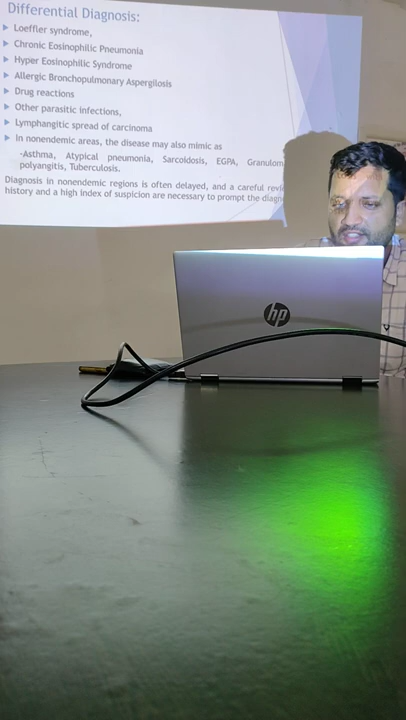 Differential Diagnosis:
Loeffler syndrome,
Chronic Eosinophilic Pneumonia
Hyper Eosinophilic Syndrome
Allergic Bronchopulmonary Aspergilosis
Drug reactions
Other parasitic infections,
Lymphangitic spread of carcinoma
In nonendemic areas, the disease may also mimic as
-Asthma, Atypical pneumonia, Sarcoidosis, EGPA, Granulom
polyangitis, Tuberculosis.
Diagnosis in nonendemic regions is often delayed, and a careful
history and a high index of suspicion are necessary to prompt the
hp